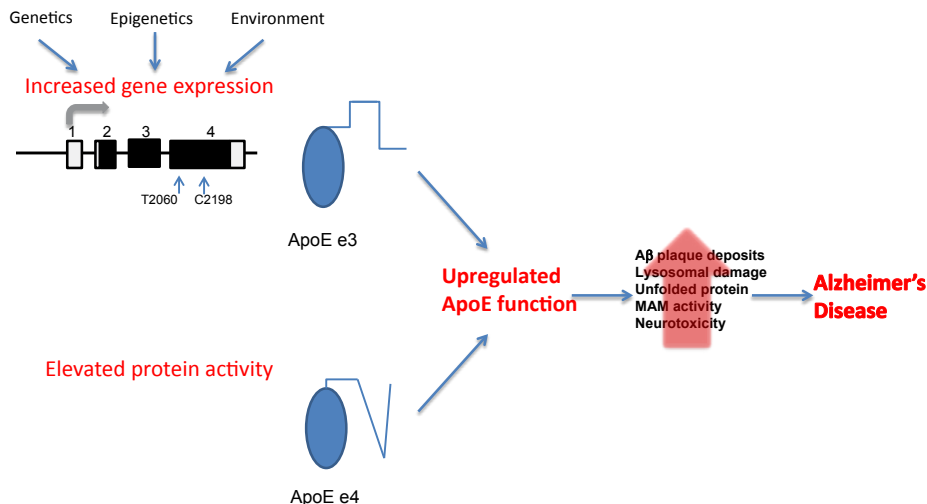 Genetics Epigenetics Environment
Increased gene expression
1 2 3 4
T2060 C2198
ApoE e3
Upregulated
ApoE function
Aβ plaque deposits
Lysosomal damage
Unfolded protein
MAM activity
Neurotoxicity
Alzheimer's
Disease
Elevated protein activity
ApoE e4